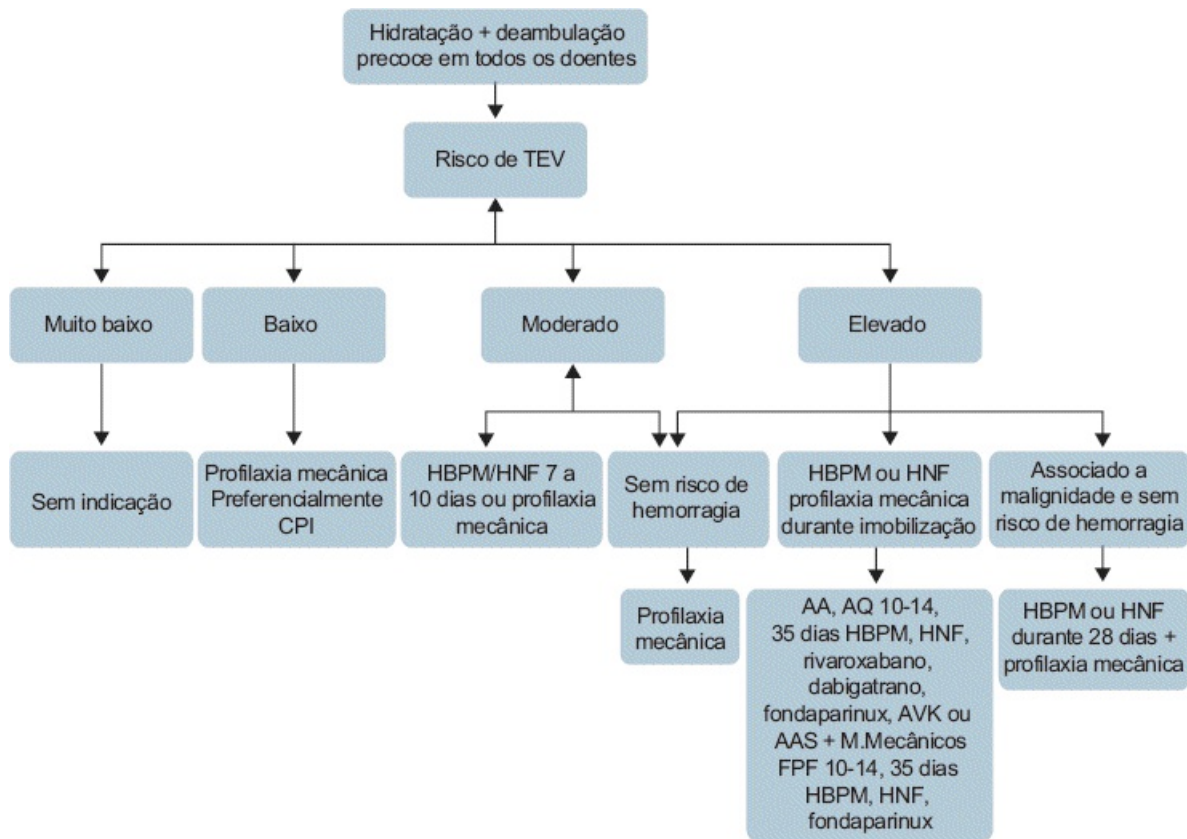 Hidratação + deambulação
precoce em todos os doentes
Risco de TEV
Muito baixo
Baixo
Moderado
Elevado
Sem indicação
Profilaxia mecânica
Preferencialmente
CPI
HBPM/HNF 7 a
10 dias ou profilaxia
mecânica
Sem risco de
hemorragia
HBPM ou HNF
profilaxia mecânica
durante imobilização
Associado a
malignidade e sem
risco de hemorragia
Profilaxia
mecânica
AA, AQ 10-14,
35 dias HBPM, HNF,
rivaroxabano,
dabigatrano,
fondaparinux, AVK ou
AAS + M.Mecânicos
FPF 10-14, 35 dias
HBPM, HNF,
fondaparinux
HBPM ou HNF
durante 28 dias +
profilaxia mecânica